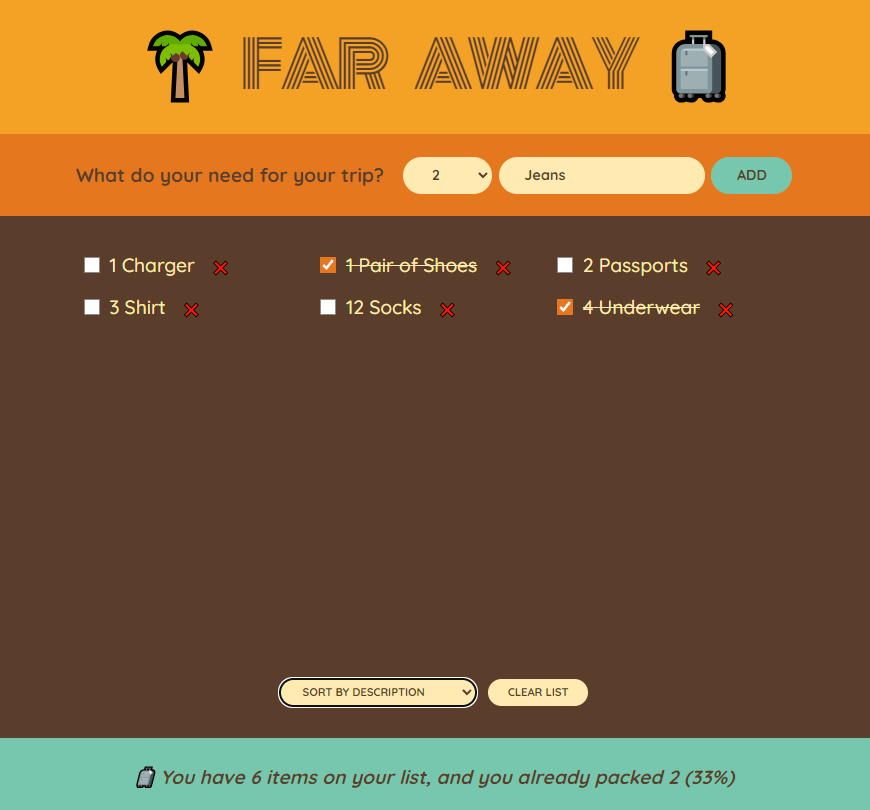 FAR AWAY
What do your need for your trip? 2 Jeans ADD
1 Charger 1 Pair of Shoes 2 Passports
3 Shirt 12 Socks 4 Underwear
SORT BY DESCRIPTION CLEAR LIST
You have 6 items on your list, and you already packed 2 (33%)